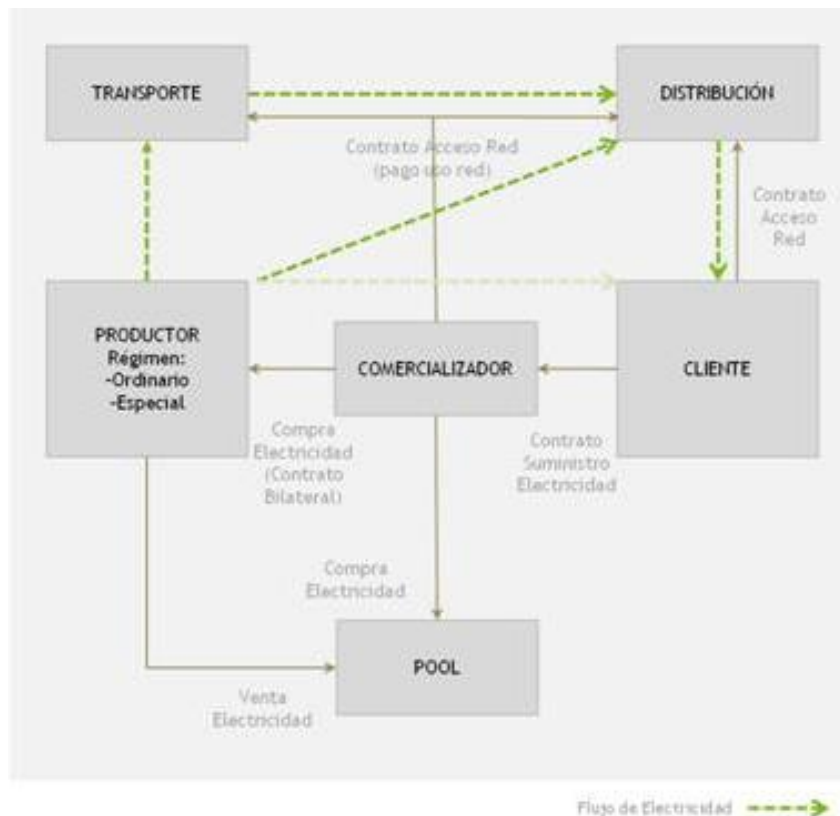 TRANSPORTE
DISTRIBUCIÓN
Contrato Acceso Red
(pago uso red)
Contrato
Acceso
Red
PRODUCTOR
Régimen:
-Ordinario
-Especial
COMERCIALIZADOR
CLIENTE
Compra
Electricidad
(Contrato
Bilateral)
Contrato
Suministro
Electricidad
Compra
Electricidad
POOL
Venta
Electricidad
Flujo de Electricidad